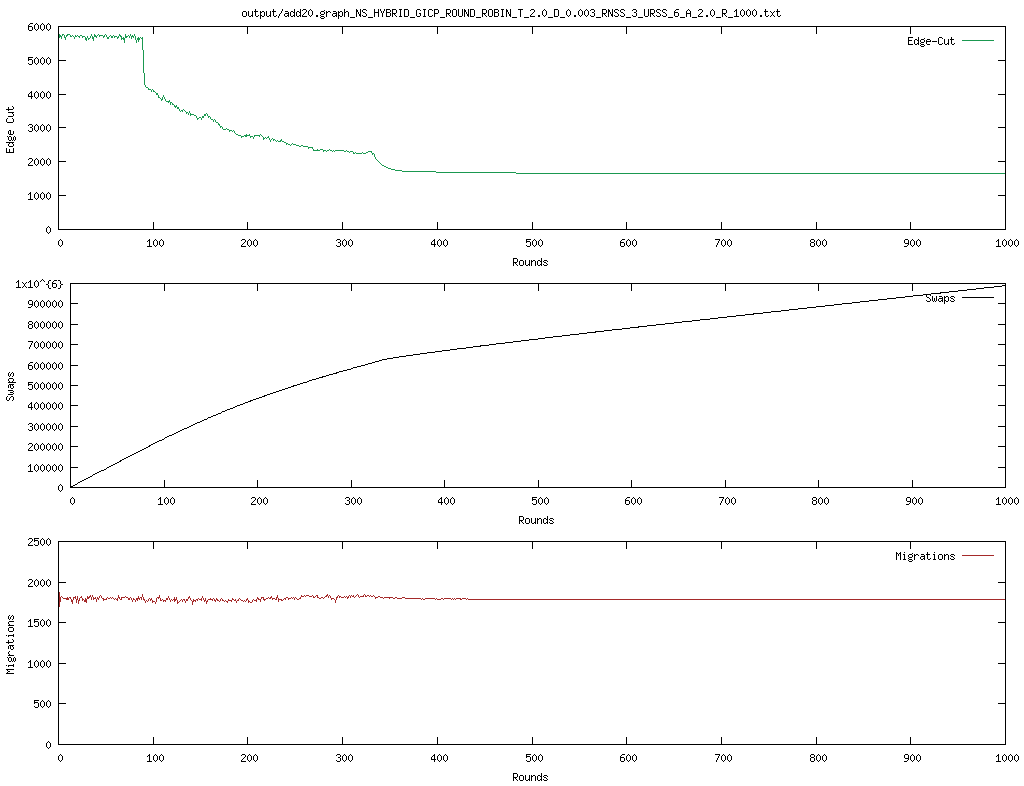 output/add20.graph_NS_HYBRID_GICP_ROUND_ROBIN_T_2.0_D_0.003_RNSS_3_URSS_6_A_2.0_R_1000.txt
6000
Edge-Cut
5000
4000
3000
2000
1000
0
Edge Cut
0 100 200 300 400 500 600 700 800 900 1000
Rounds
1x10^{6}
Swaps
900000
800000
700000
600000
500000
400000
300000
200000
100000
0
Swaps
0 100 200 300 400 500 600 700 800 900 1000
Rounds
2500
Migrations
2000
1500
1000
500
0
Migrations
0 100 200 300 400 500 600 700 800 900 1000
Rounds